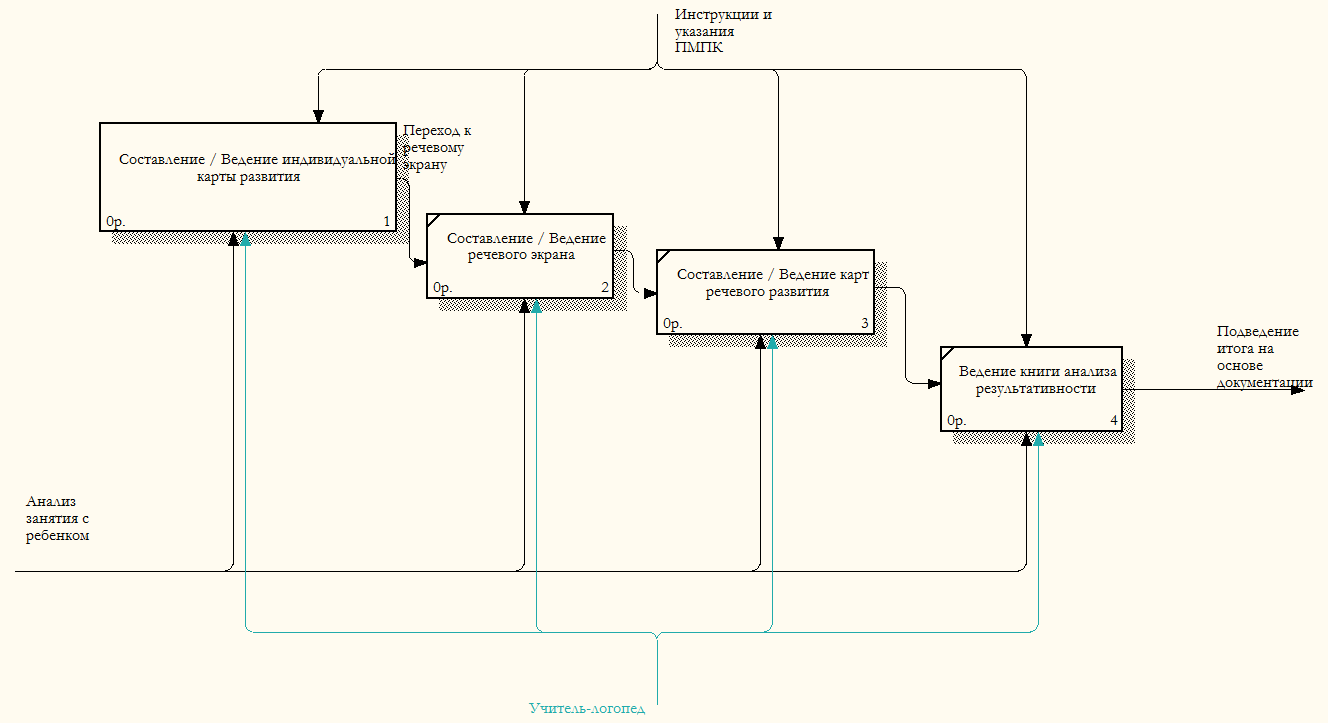 Инструкции и
указания
ПМПК
Переход к
речевому
экрану
Составление / Ведение индивидуальной
карты развития
0р.
1
Составление / Ведение
речевого экрана
0р.
2
Составление / Ведение карт
речевого развития
0р.
3
Ведение книги анализа
результативности
0р.
4
Подведение
итога на
основе
документации
Анализ
занятия с
ребенком
Учитель-логопед